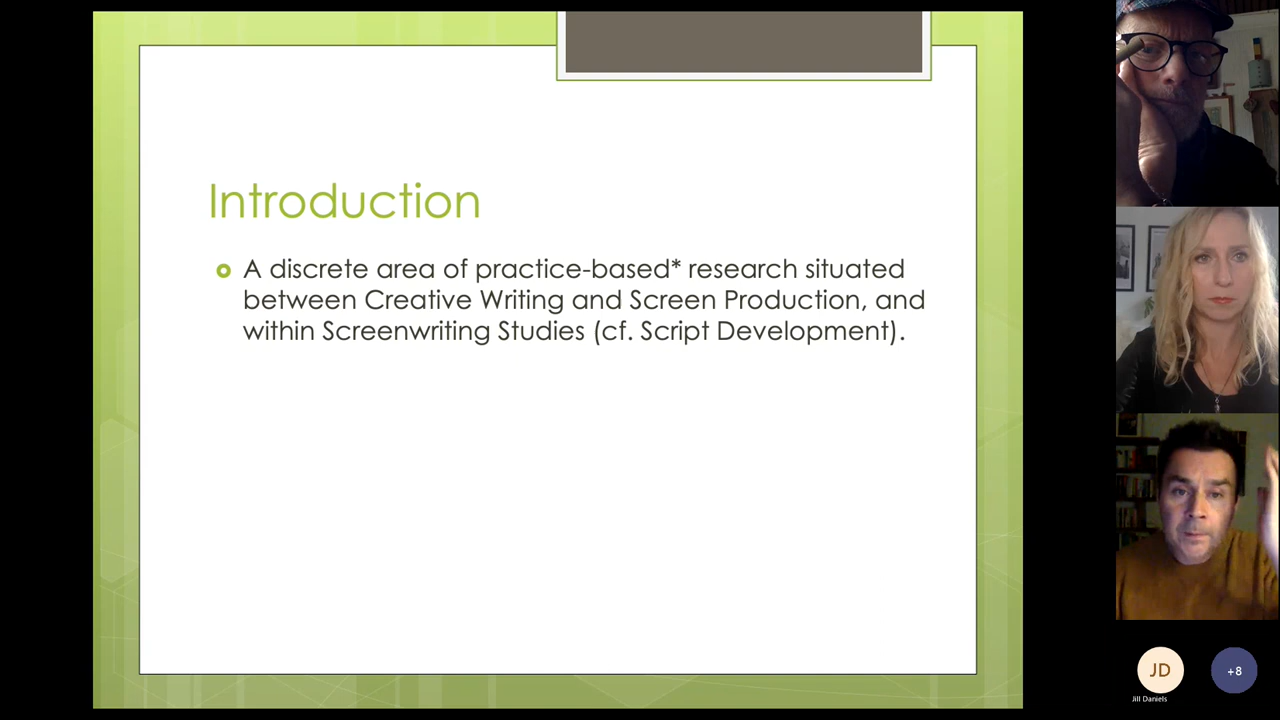 Introduction
A discrete area of practice-based* research situated
between Creative Writing and Screen Production, and
within Screenwriting Studies (cf. Script Development).
JD
+8
Jill Daniels